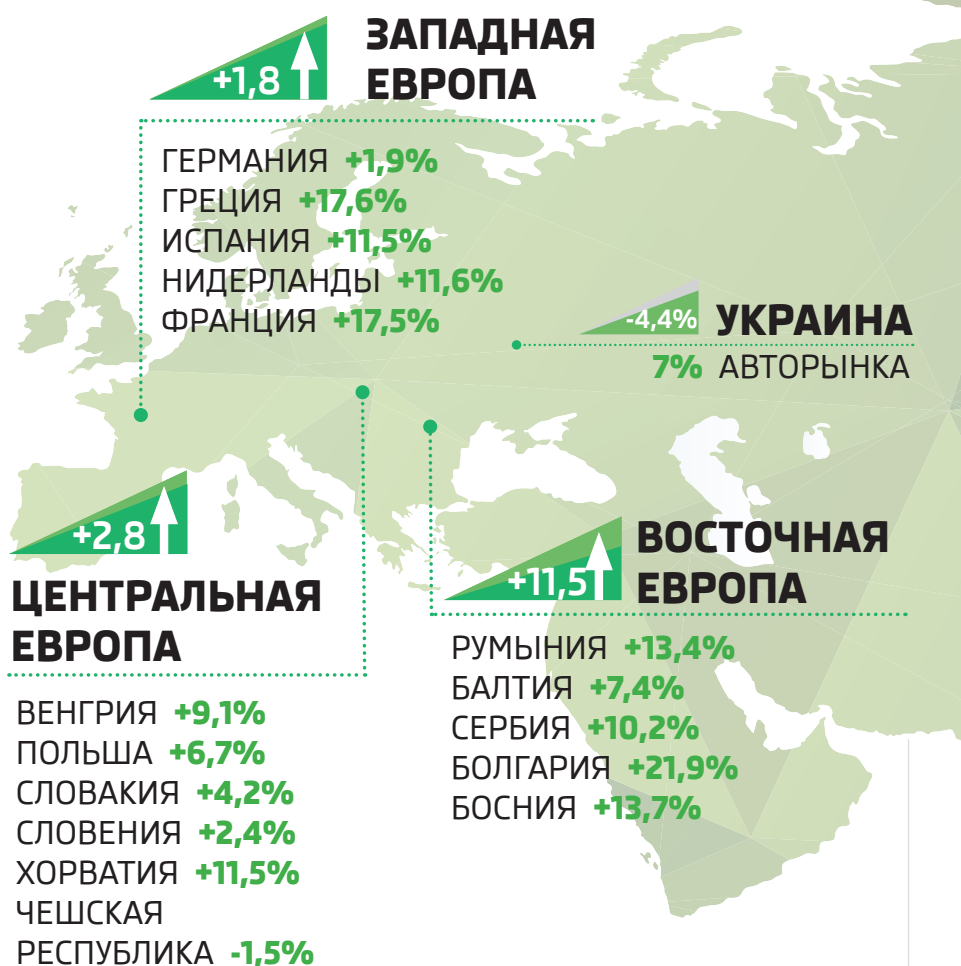 +1,8
ЗАПАДНАЯ
ЕВРОПА
ГЕРМАНИЯ +1,9%
ГРЕЦИЯ +17,6%
ИСПАНИЯ +11,5%
НИДЕРЛАНДЫ +11,6%
ФРАНЦИЯ +17,5%
-4,4%
УКРАИНА
7% АВТОРЫНКА
+2,8
ЦЕНТРАЛЬНАЯ
ЕВРОПА
ВЕНГРИЯ +9,1%
ПОЛЬША +6,7%
СЛОВАКИЯ +4,2%
СЛОВЕНИЯ +2,4%
ХОРВАТИЯ +11,5%
ЧЕШСКАЯ
РЕСПУБЛИКА -1,5%
+11,5
ВОСТОЧНАЯ
ЕВРОПА
РУМЫНИЯ +13,4%
БАЛТИЯ +7,4%
СЕРБИЯ +10,2%
БОЛГАРИЯ +21,9%
БОСНИЯ +13,7%